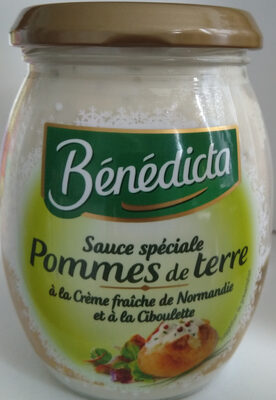 Bénédicta
Sauce spéciale
Pommes de terre
à la Crème fraîche de Normandie
et à la Ciboulette